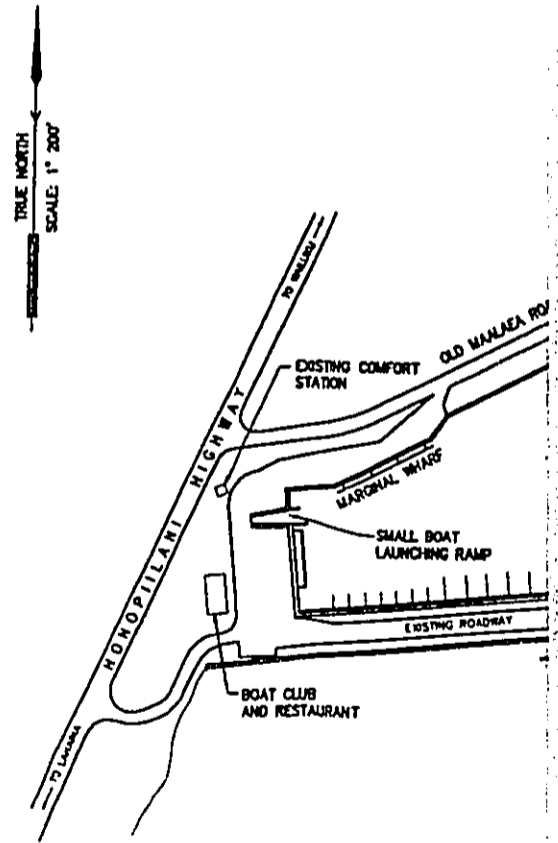 TRUE NORTH
SCALE: 1" 200'
TO WAILUKU
EXISTING COMFORT
STATION
OLD MAALAEA ROA
HONOPIILANI HIGHWAY
MARGINAL WHARF
SMALL BOAT
LAUNCHING RAMP
EXISTING ROADWAY
BOAT CLUB
AND RESTAURANT
TO LAHAINA